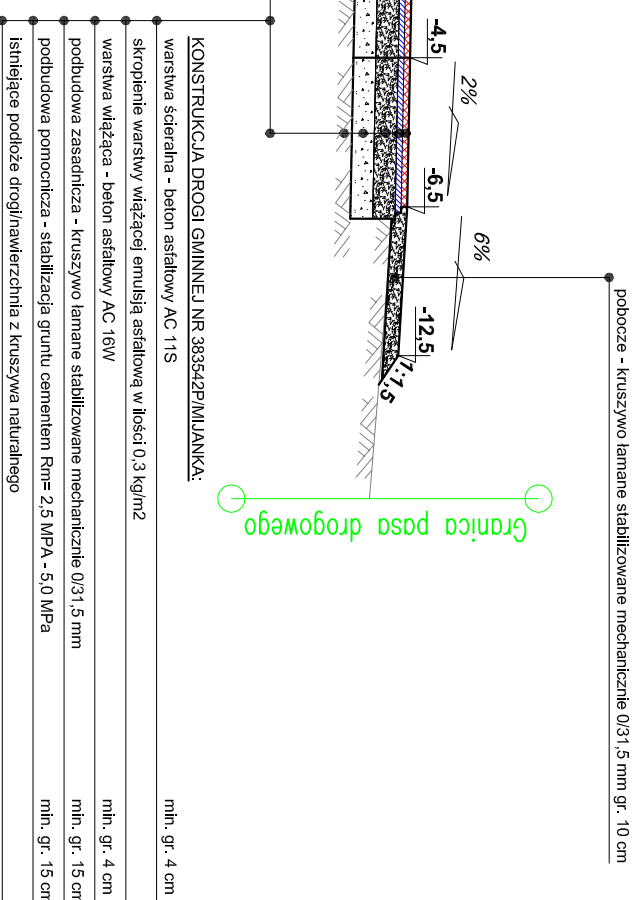 pobocze - kruszywo łamane stabilizowane mechanicznie 0/31,5 mm gr. 10 cm
2%
6%
-4,5
-6,5
-12,5
1:1,5
Granica pasa drogowego
KONSTRUKCJA DROGI GMINNEJ NR 383542P/MIJANKA:
warstwa ścieralna - beton asfaltowy AC 11S min. gr. 4 cm
skropienie warstwy wiążącej emulsją asfaltową w ilości 0,3 kg/m2
warstwa wiążąca - beton asfaltowy AC 16W min. gr. 4 cm
podbudowa zasadnicza - kruszywo łamane stabilizowane mechanicznie 0/31,5 mm min. gr. 15 cm
podbudowa pomocnicza - stabilizacja gruntu cementem Rm= 2,5 MPA - 5,0 MPa min. gr. 15 cm
istniejące podłoże drogi/nawierzchnia z kruszywa naturalnego